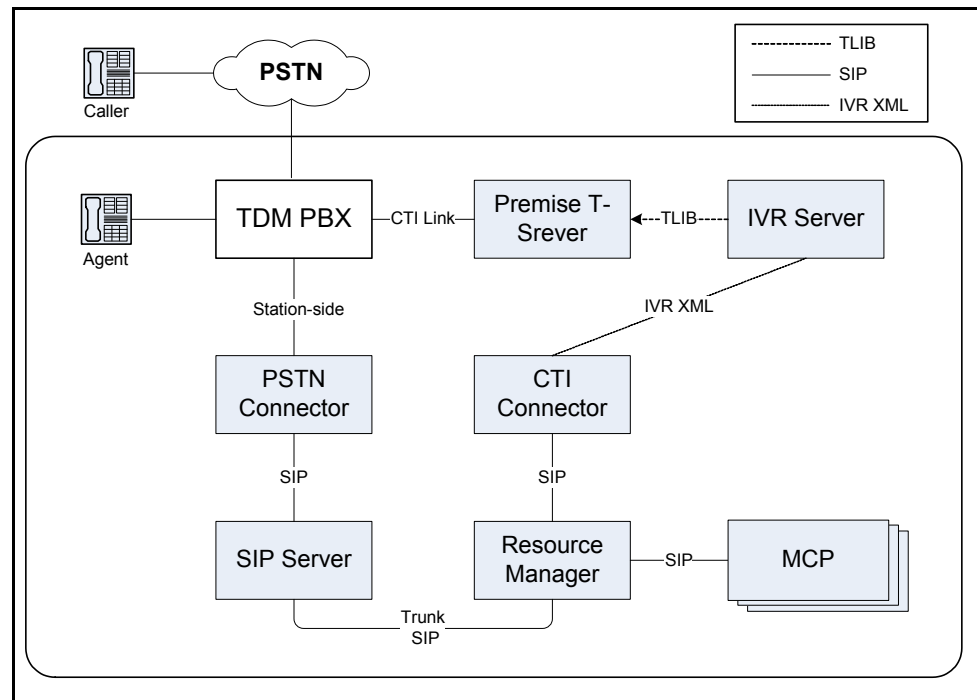 PSTN
Caller
TLIB
SIP
IVR XML
Agent
TDM PBX
CTI Link
Premise T-
Srever
TLIB
IVR Server
Station-side
IVR XML
PSTN
Connector
CTI
Connector
SIP
SIP
SIP Server
Resource
Manager
SIP
MCP
Trunk
SIP